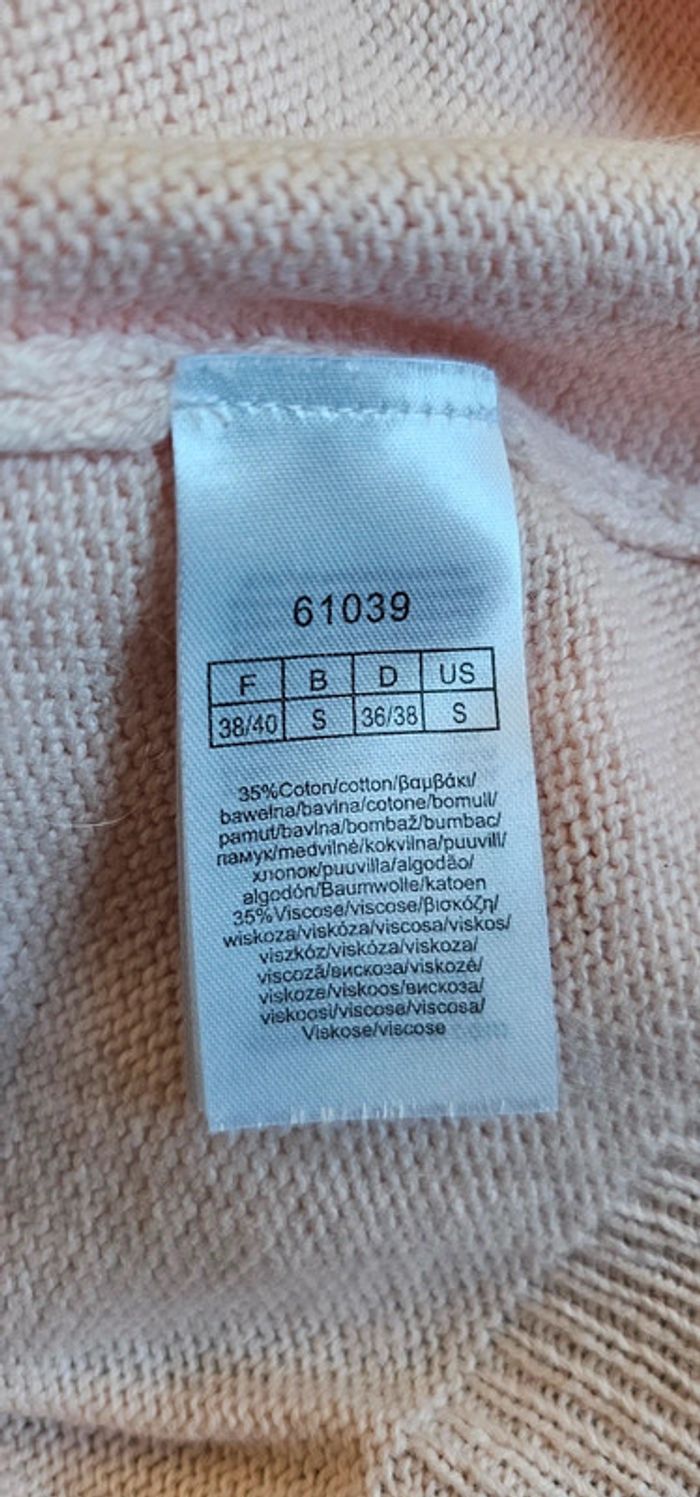 61039
F B D US
38/40 S 36/38 S
35%Coton/cotton/βαμβάκι/
bawełna/bavlna/cotone/bomull/
pamut/bavlna/bombaž/bumbac/
памук/medvilnė/kokvilna/puuvill/
хлопок/puuvilla/algodão/
algodón/Baumwolle/katoen
35%Viscose/viscose/βισκόζη/
wiskoza/viskóza/viscosa/viskos/
viszkóz/viskóza/viskoza/
viscoză/вискоза/viskozė/
viskoze/viskoos/вискоза/
viskoosi/viscose/viscosa/
Viskose/viscose